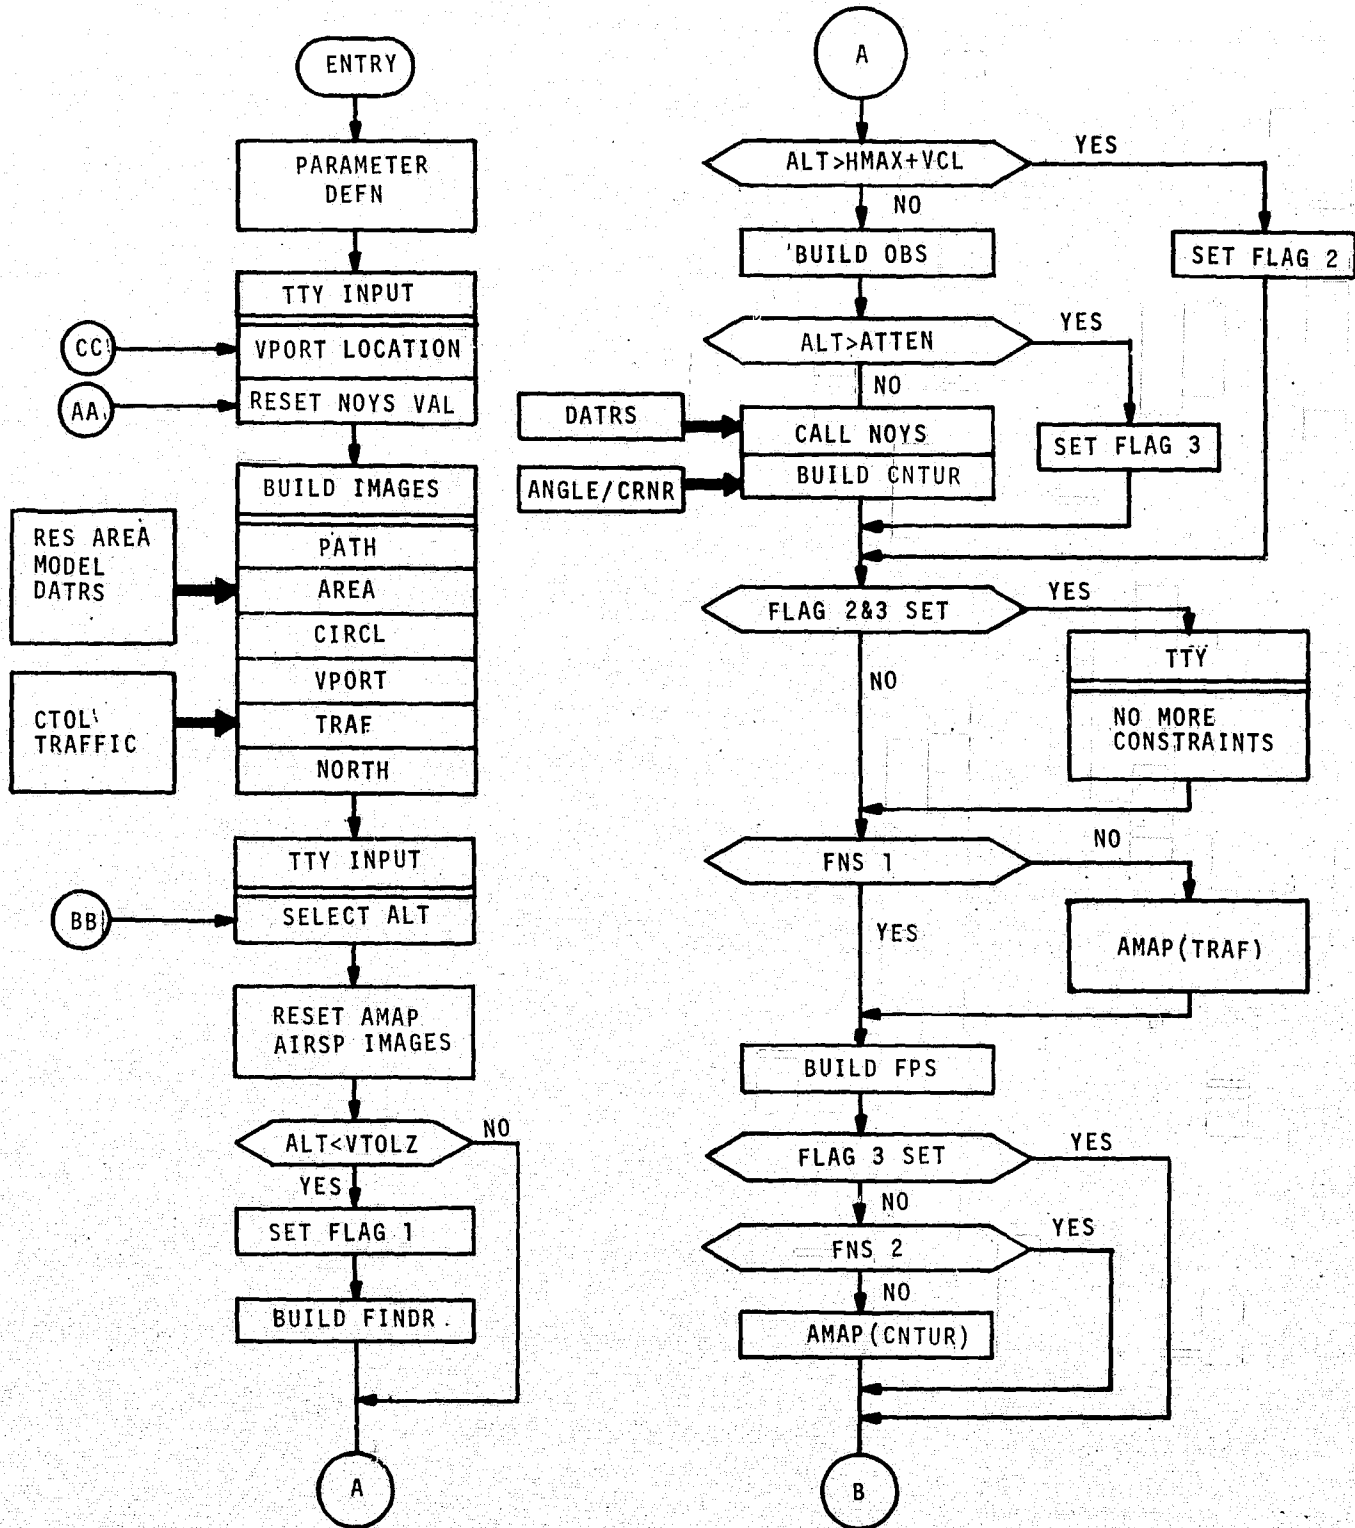 ENTRY
PARAMETER
DEFN
TTY INPUT
CC
VPORT LOCATION
AA
RESET NOYS VAL
BUILD IMAGES
RES AREA
MODEL
DATRS
PATH
AREA
CIRCL
VPORT
CTOL
TRAFFIC
TRAF
NORTH
TTY INPUT
BB
SELECT ALT
RESET AMAP
AIRSP IMAGES
ALT<VTOLZ
NO
YES
SET FLAG 1
BUILD FINDR.
A
A
ALT>HMAX+VCL
YES
NO
BUILD OBS
SET FLAG 2
ALT>ATTEN
YES
NO
DATRS
CALL NOYS
SET FLAG 3
ANGLE/CRNR
BUILD CNTUR
FLAG 2&3 SET
YES
NO
TTY
NO MORE
CONSTRAINTS
FNS 1
NO
YES
AMAP(TRAF)
BUILD FPS
FLAG 3 SET
YES
NO
FNS 2
YES
NO
AMAP(CNTUR)
B